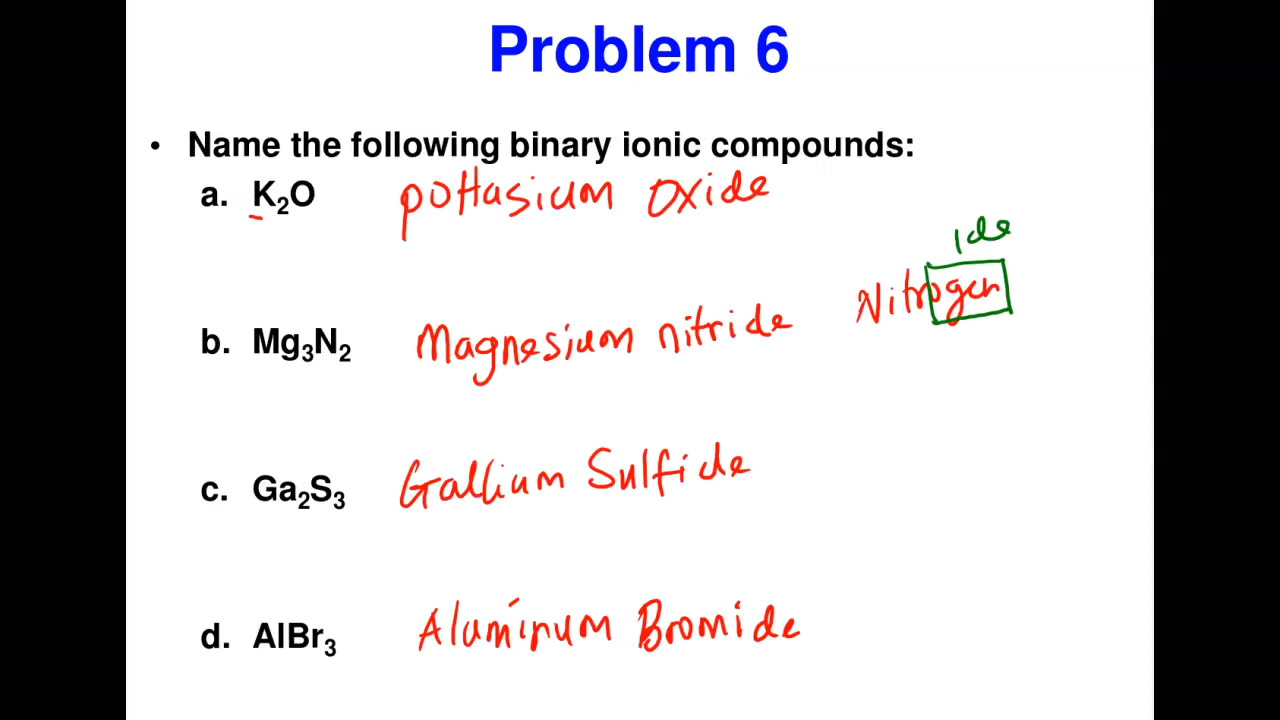 Problem 6
• Name the following binary ionic compounds:
a. K₂O pottasium oxide
ide
b. Mg₃N₂ Magnesium nitride Nitrogen
c. Ga₂S₃ Gallium Sulfide
d. AlBr₃ Aluminum Bromide